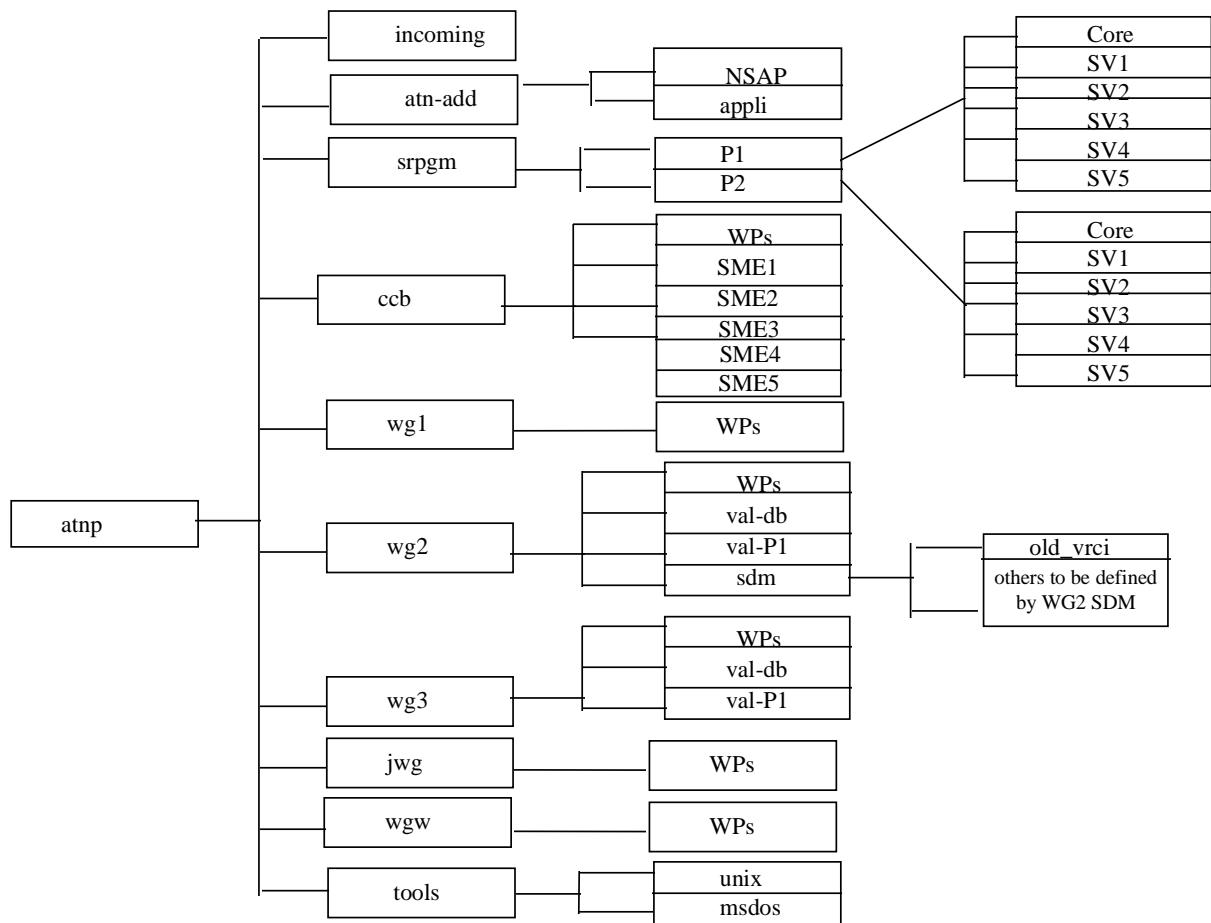 incoming
atn-add
NSAP
appli
srpgm
P1
P2
Core
SV1
SV2
SV3
SV4
SV5
Core
SV1
SV2
SV3
SV4
SV5
ccb
WPs
SME1
SME2
SME3
SME4
SME5
wg1
WPs
atnp
wg2
WPs
val-db
val-P1
sdm
old_vrci
others to be defined
by WG2 SDM
wg3
WPs
val-db
val-P1
jwg
WPs
wgw
WPs
tools
unix
msdos